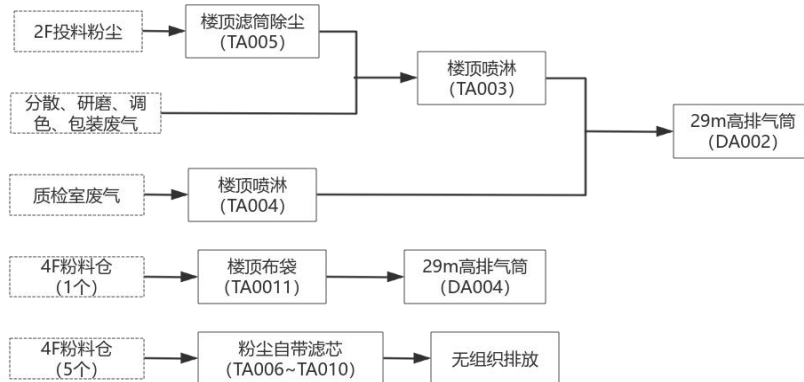 2F投料粉尘
楼顶滤筒除尘
（TA005）
分散、研磨、调
色、包装废气
楼顶喷淋
（TA003）
29m高排气筒
（DA002）
质检室废气
楼顶喷淋
（TA004）
4F粉料仓
（1个）
楼顶布袋
（TA0011）
29m高排气筒
（DA004）
4F粉料仓
（5个）
粉尘自带滤芯
（TA006~TA010）
无组织排放